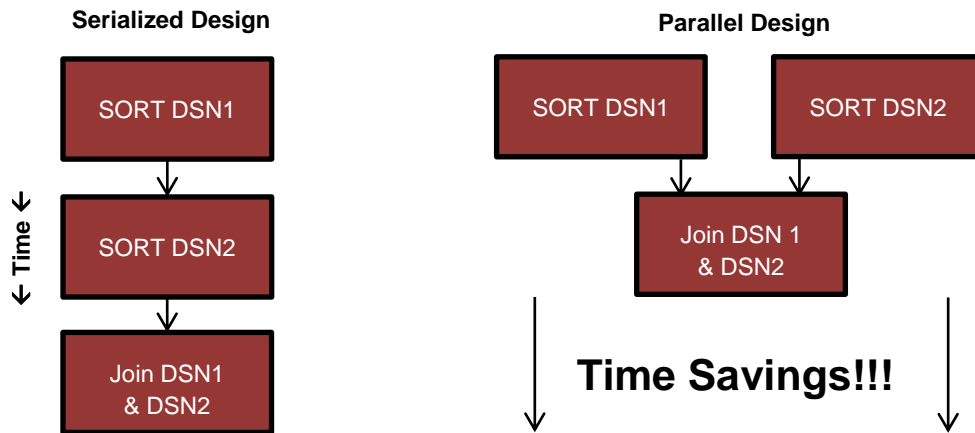 Serialized Design
SORT DSN1
SORT DSN2
Join DSN1
& DSN2
← Time ←
Parallel Design
SORT DSN1
SORT DSN2
Join DSN 1
& DSN2
Time Savings!!!